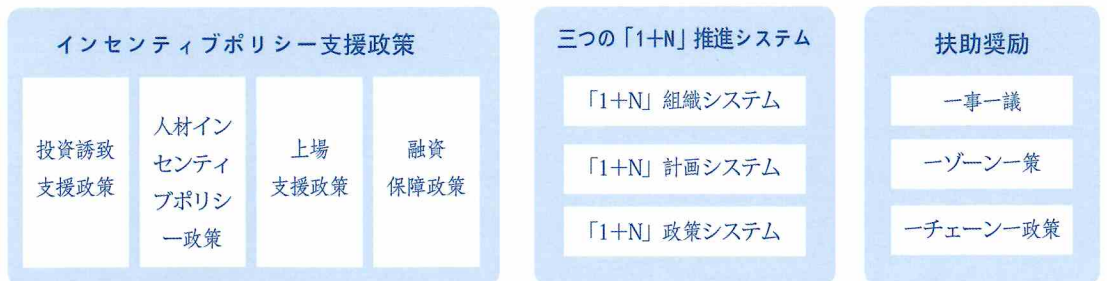 インセンティブポリシー支援政策
投資誘致
支援政策
人材イン
センティ
ブポリシ
ー政策
上場
支援政策
融資
保障政策
三つの「1+N」推進システム
「1+N」組織システム
「1+N」計画システム
「1+N」政策システム
扶助奨励
一事一議
一ゾーン一策
一チェーン一政策